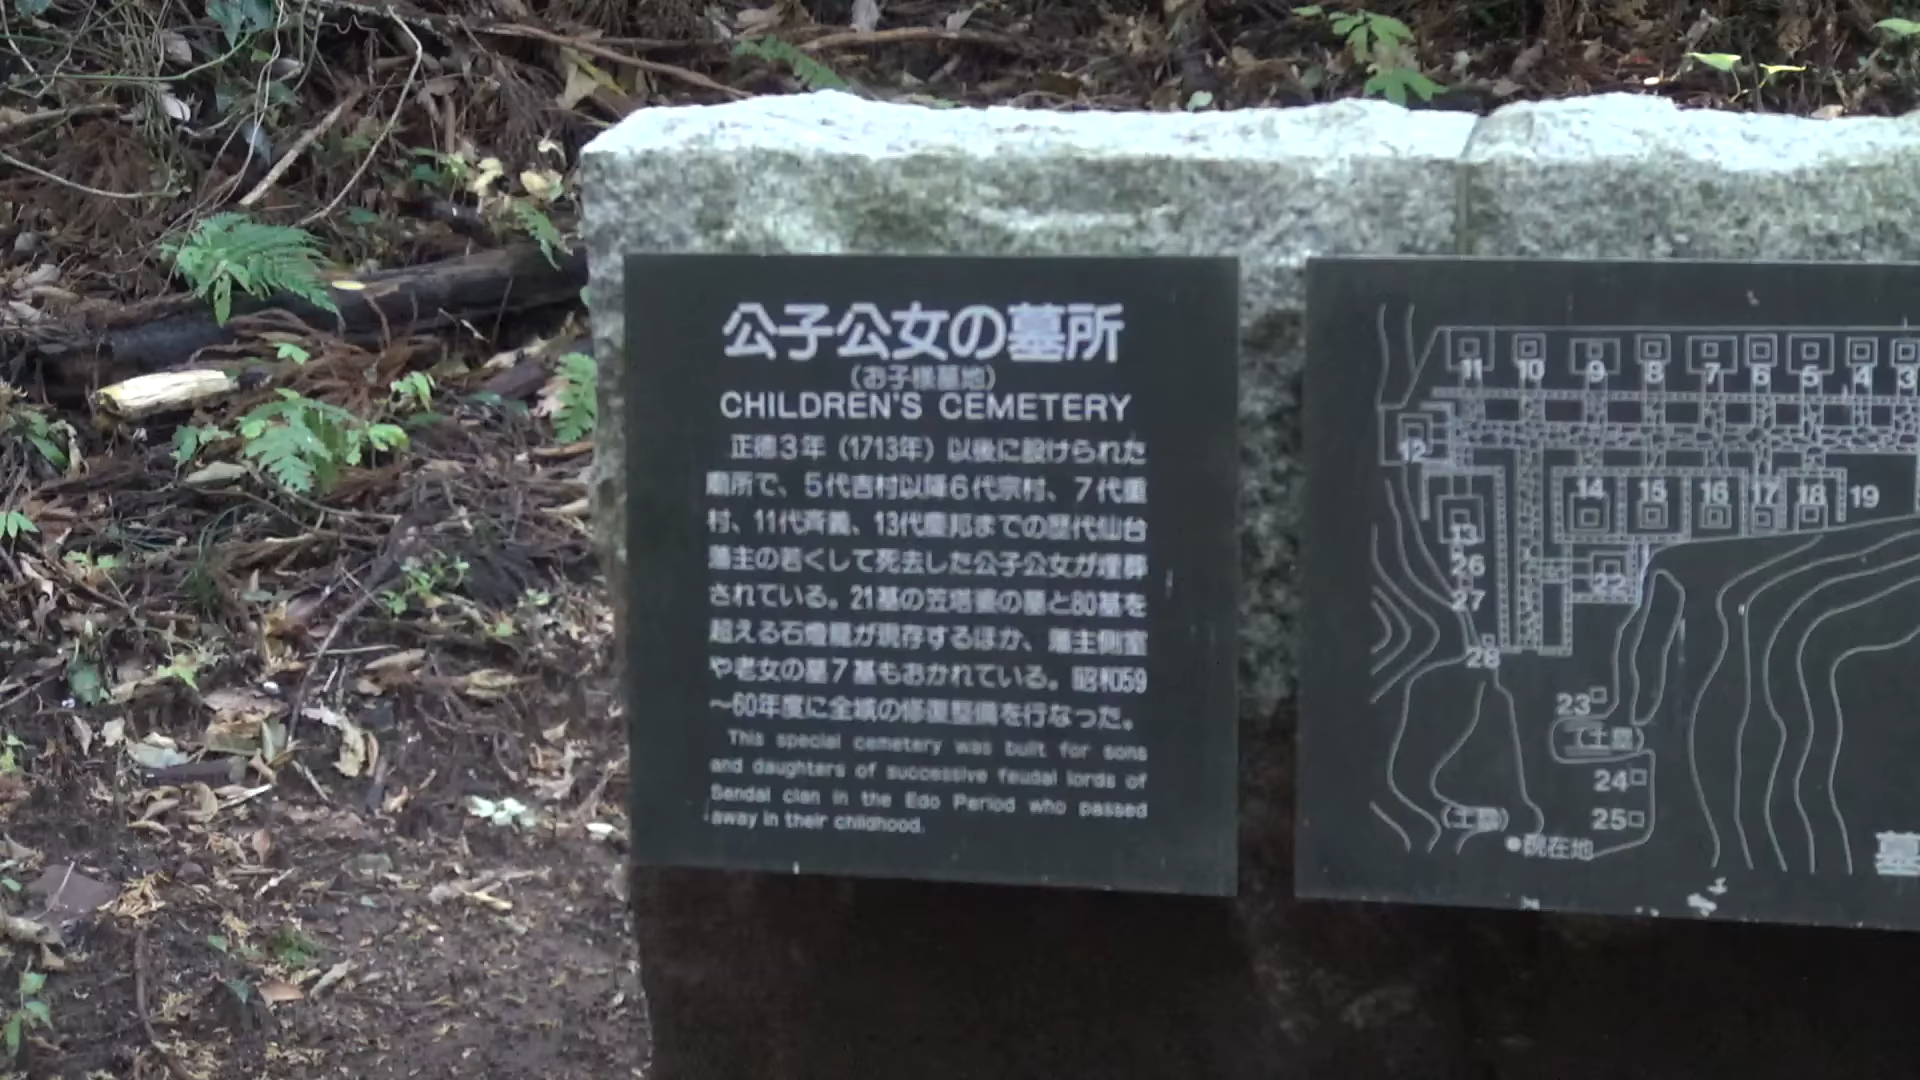 公子公女の墓所
(お子様墓地)
CHILDREN'S CEMETERY
正徳3年(1713年)以後に設けられた
廟所で、5代吉村以降6代宗村、7代重
村、11代斉義、13代慶邦までの歴代仙台
藩主の若くして死去した公子公女が埋葬
されている。21基の笠塔婆の墓と80基を
超える石燈籠が現存するほか、藩主側室
や老女の墓7基もおかれている。昭和59
〜60年度に全域の修復整備を行なった。
This special cemetery was built for sons
and daughters of successive feudal lords of
Sendai clan in the Edo Period who passed
away in their childhood.
11 10 9 8 7 6 5 4 3
12
14 15 16 17 18 19
13
26
22
27
28
23
(土塁)
24
25
(土塁)
●現在地
墓